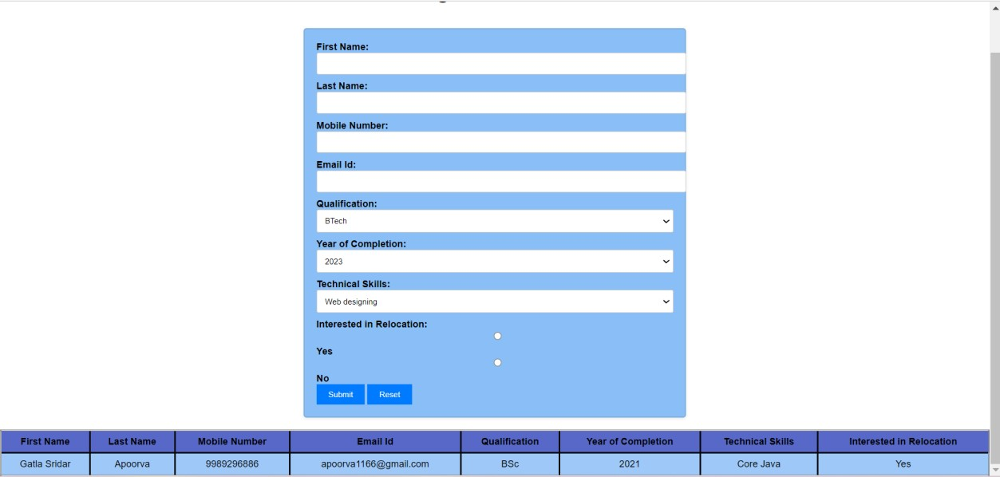 First Name:
Last Name:
Mobile Number:
Email Id:
Qualification:
BTech
Year of Completion:
2023
Technical Skills:
Web designing
Interested in Relocation:
Yes
No
Submit Reset
First Name Last Name Mobile Number Email Id Qualification Year of Completion Technical Skills Interested in Relocation
Gatla Sridar Apoorva 9989296886 apoorva1166@gmail.com BSc 2021 Core Java Yes